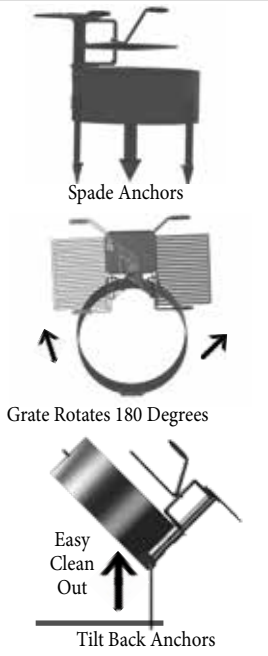 Spade Anchors
Grate Rotates 180 Degrees
Easy
Clean
Out
Tilt Back Anchors